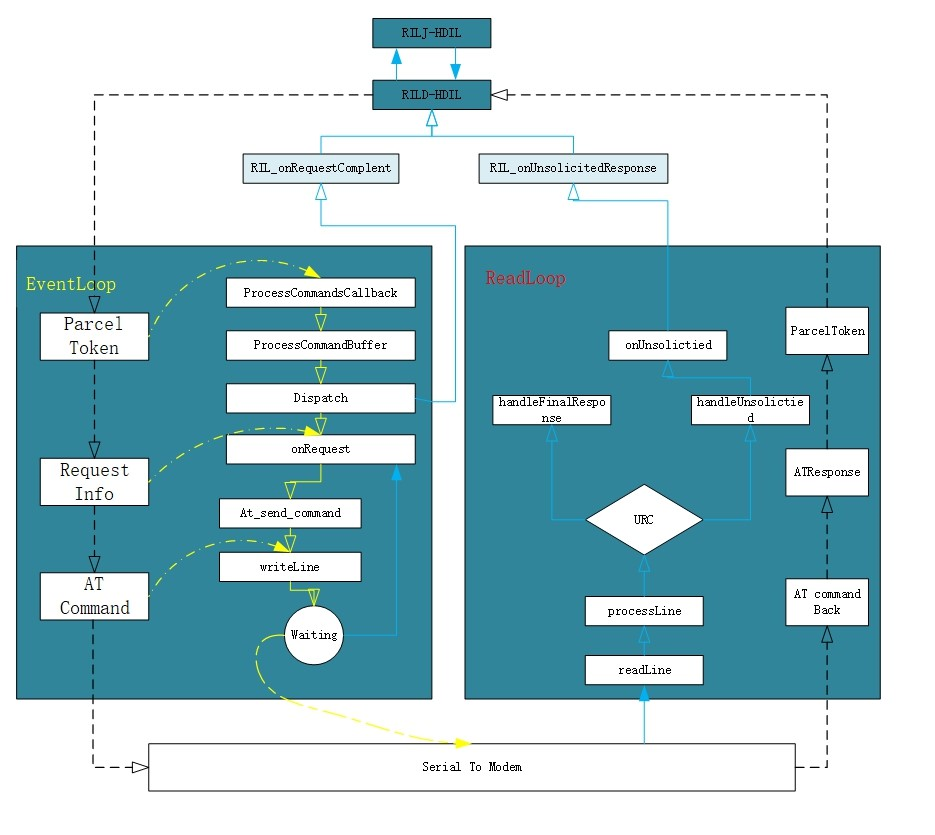 RILJ-HDIL
RILD-HDIL
RIL_onRequestComplent
RIL_onUnsolicitedResponse
EventLoop
Parcel
Token
Request
Info
AT
Command
ProcessCommandsCallback
ProcessCommandBuffer
Dispatch
onRequest
At_send_command
writeLine
Waiting
ReadLoop
onUnsolictied
handleFinalRespo
nse
handleUnsolictie
d
URC
processLine
readLine
ParcelToken
ATResponse
AT command
Back
Serial To Modem